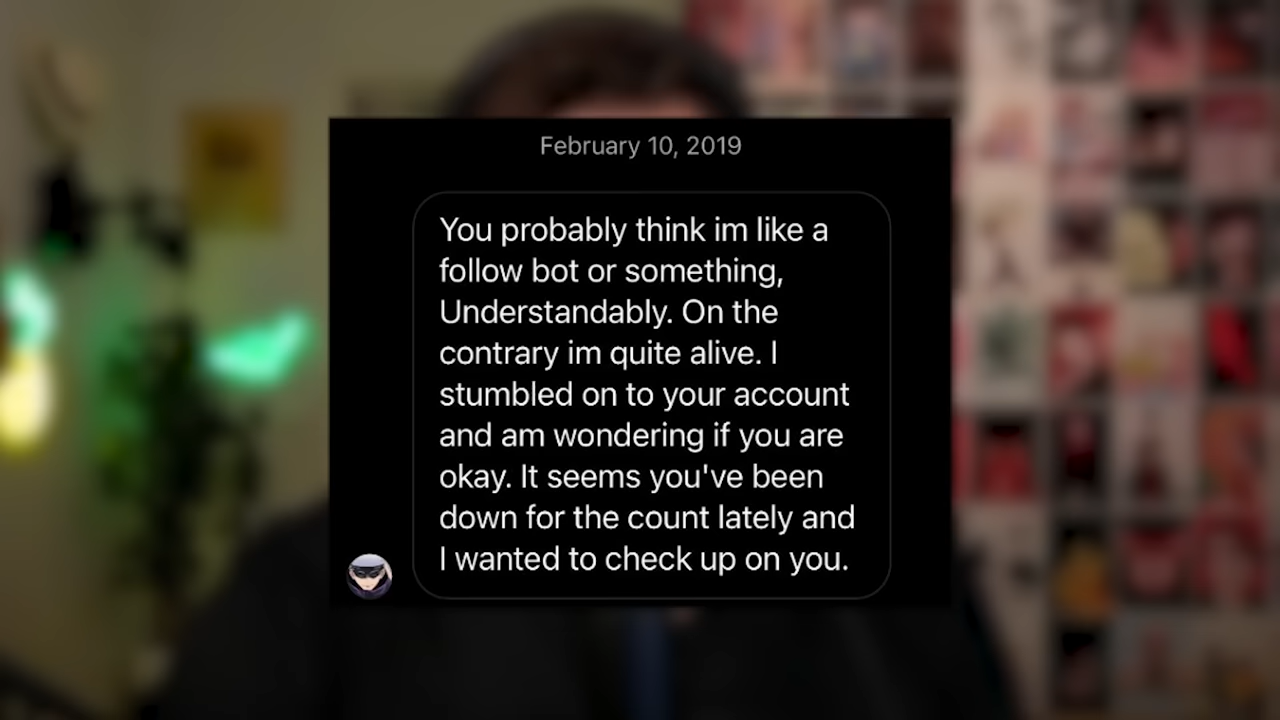 February 10, 2019
You probably think im like a
follow bot or something,
Understandably. On the
contrary im quite alive. I
stumbled on to your account
and am wondering if you are
okay. It seems you've been
down for the count lately and
I wanted to check up on you.